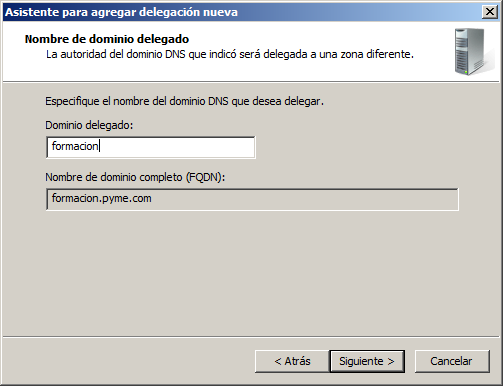 Asistente para agregar delegación nueva
Nombre de dominio delegado
La autoridad del dominio DNS que indicó será delegada a una zona diferente.
Especifique el nombre del dominio DNS que desea delegar.
Dominio delegado:
formacion
Nombre de dominio completo (FQDN):
formacion.pyme.com
< Atrás
Siguiente >
Cancelar